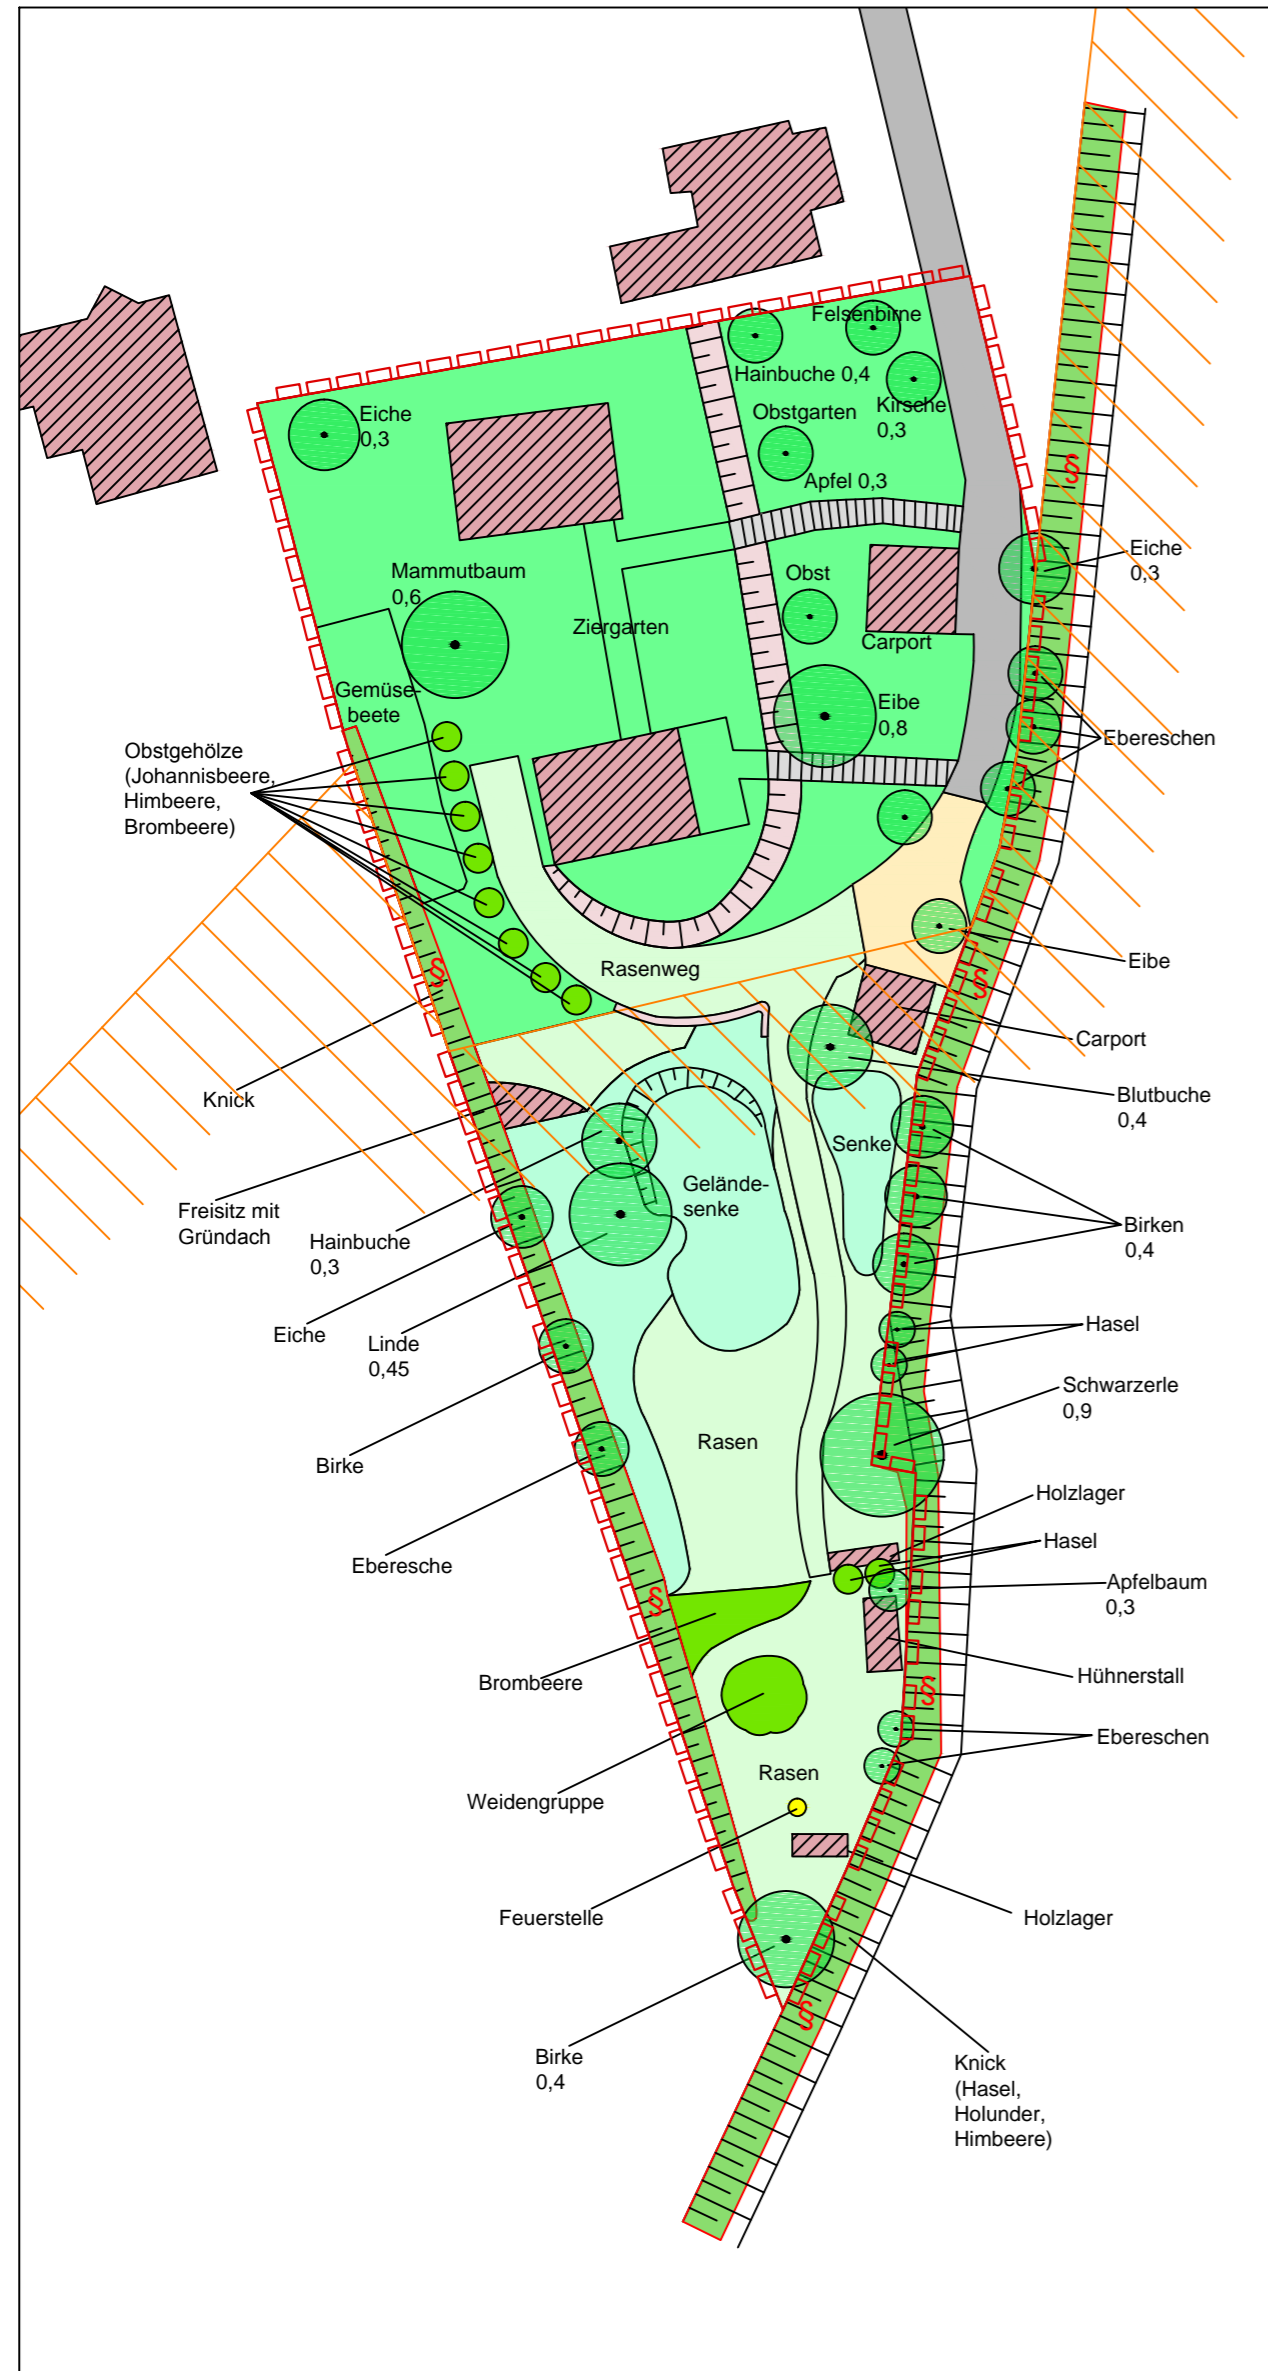 Felsenbirne
Hainbuche 0,4
Eiche
0,3
Obstgarten
Kirsche
0,3
Apfel 0,3
§
Eiche
0,3
Mammutbaum
0,6
Obst
Ziergarten
Carport
Gemüse-
beete
Eibe
0,8
Ebereschen
Obstgehölze
(Johannisbeere,
Himbeere,
Brombeere)
Rasenweg
Eibe
§
§
Carport
Knick
Blutbuche
0,4
Senke
Gelände-
senke
Freisitz mit
Gründach
Hainbuche
0,3
Birken
0,4
Eiche
Linde
0,45
Hasel
Schwarzerle
0,9
Rasen
Birke
Holzlager
Hasel
Eberesche
Apfelbaum
0,3
§
Brombeere
Hühnerstall
§
Ebereschen
Rasen
Weidengruppe
Feuerstelle
Holzlager
§
Birke
0,4
Knick
(Hasel,
Holunder,
Himbeere)